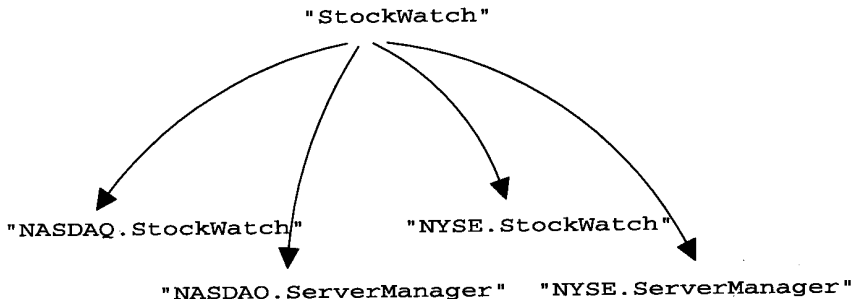 "StockWatch"
"NASDAQ.StockWatch" "NYSE.StockWatch"
"NASDAQ.ServerManager" "NYSE.ServerManager"